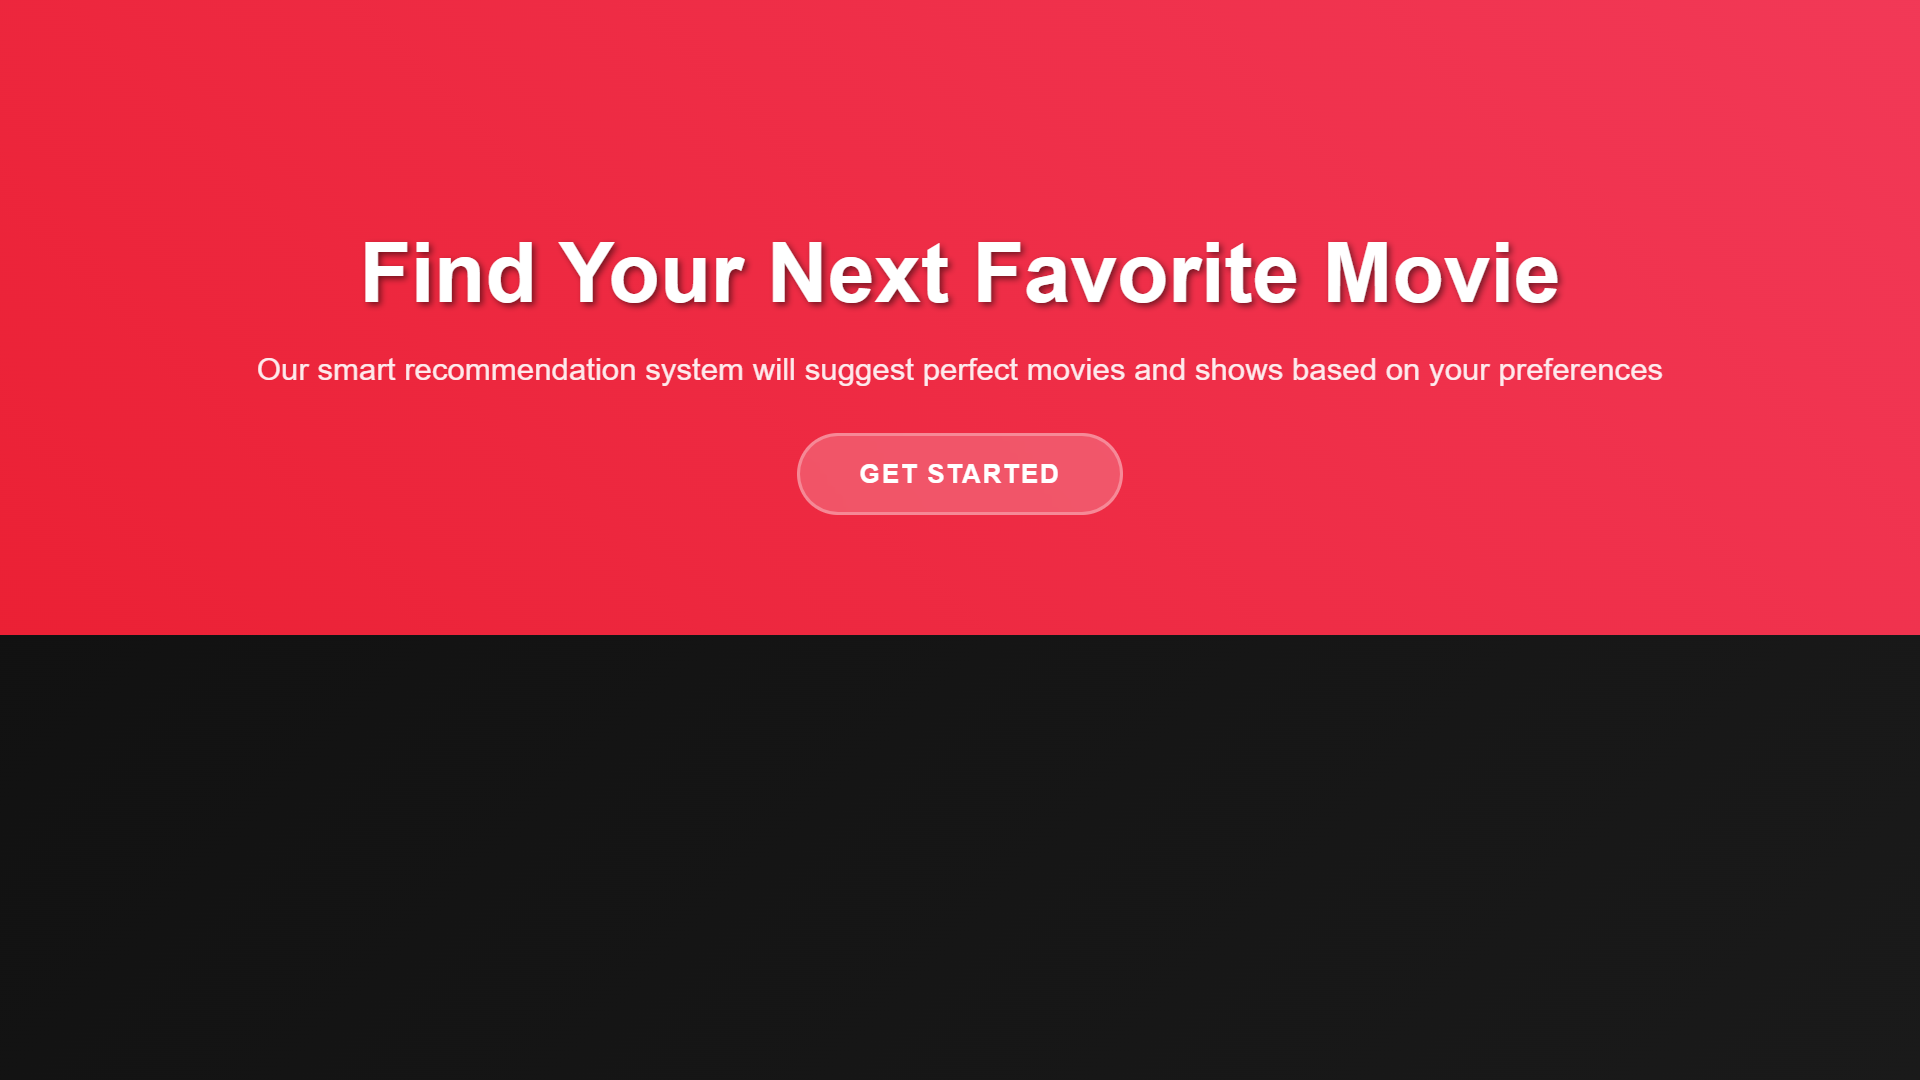 Find Your Next Favorite Movie
Our smart recommendation system will suggest perfect movies and shows based on your preferences
GET STARTED